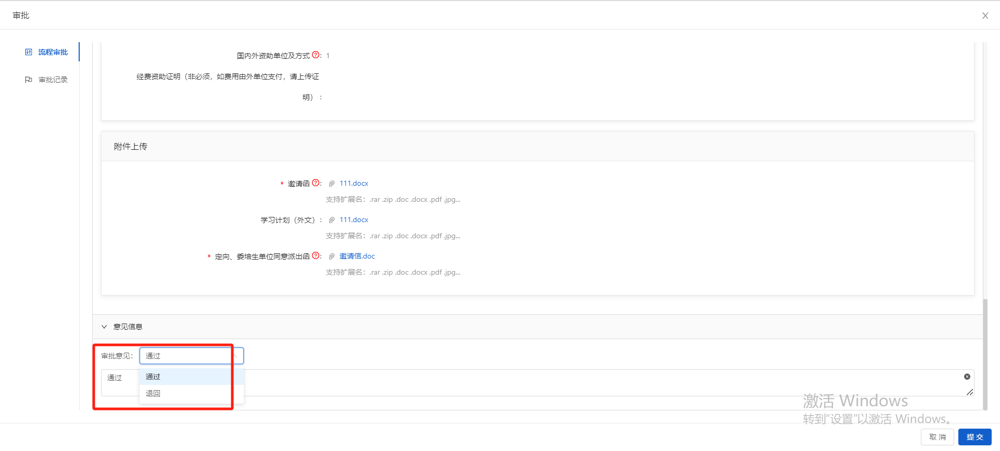 审批
流程审批
审批记录
国内外资助单位及方式 : 1
经费资助证明（非必须，如费用由外单位支付，请上传证
明） :
附件上传
* 邀请函 : 111.docx
支持扩展名：.rar .zip .doc .docx .pdf .jpg...
学习计划（外文） : 111.docx
支持扩展名：.rar .zip .doc .docx .pdf .jpg...
* 定向、委培生单位同意派出函 : 邀请信.doc
支持扩展名：.rar .zip .doc .docx .pdf .jpg...
意见信息
审批意见： 通过
通过
通过
退回
激活 Windows
转到“设置”以激活 Windows。
取 消
提 交